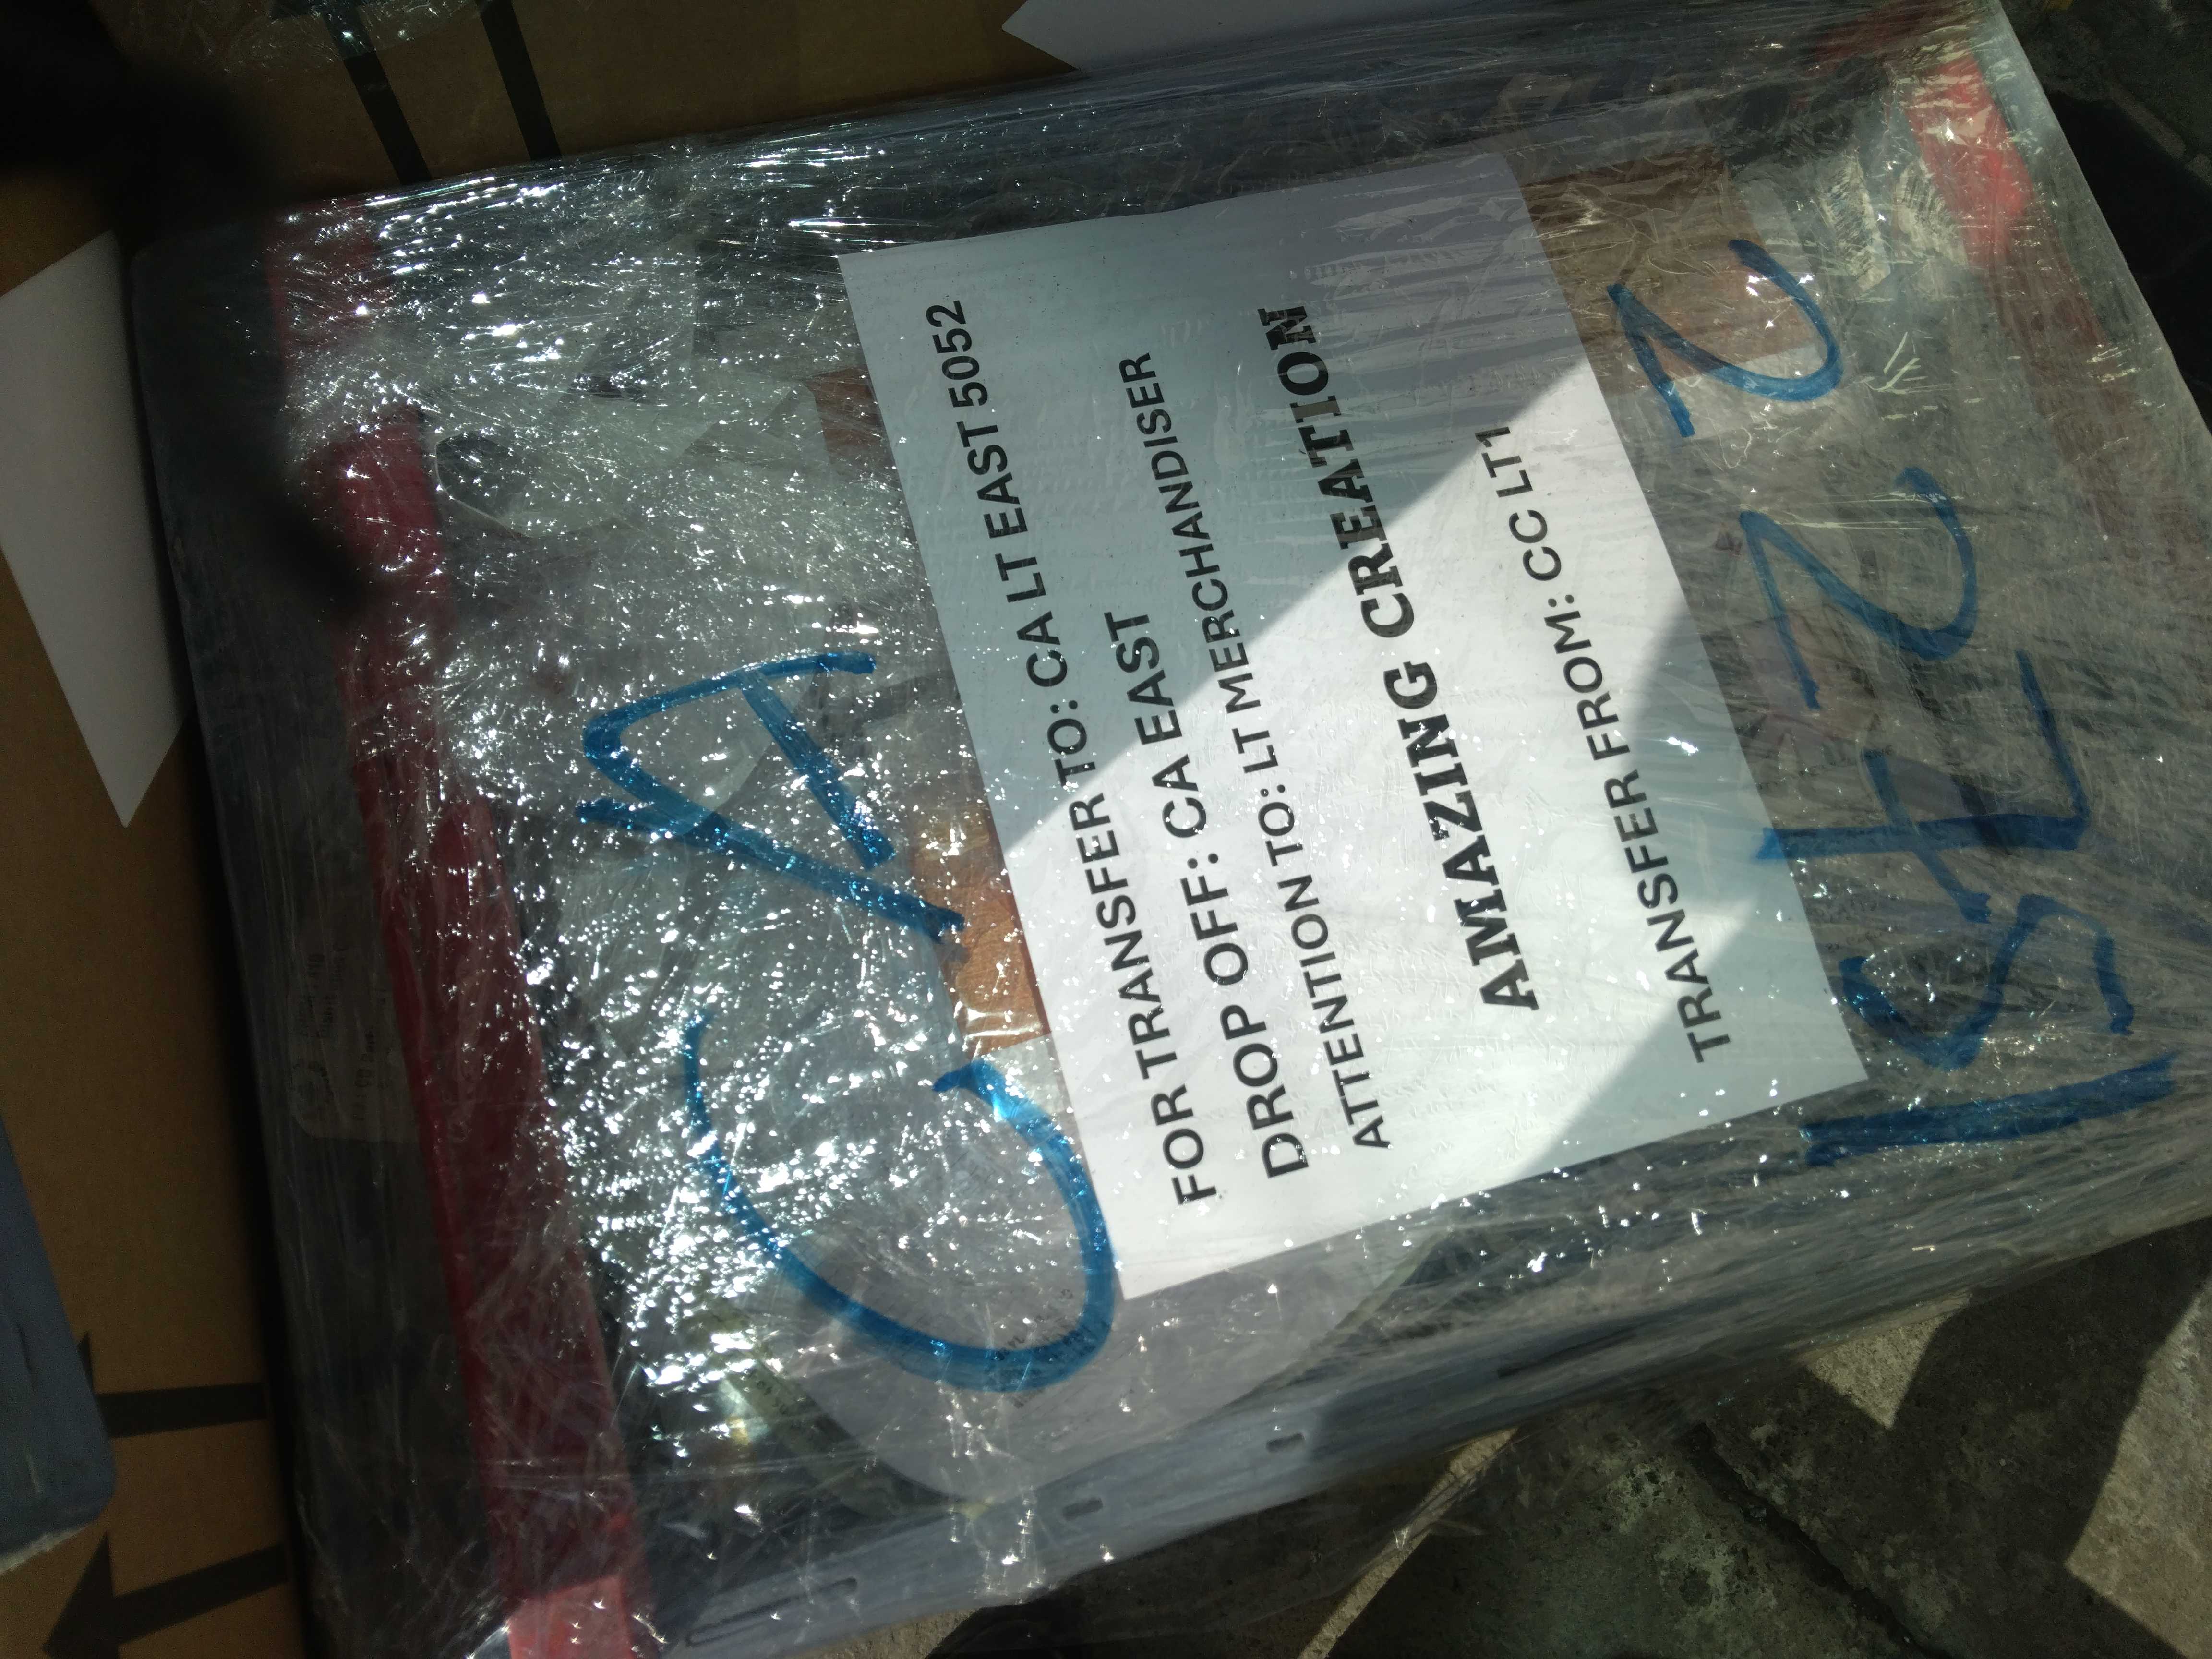 CA
FOR TRANSFER TO: CA LT EAST 5052
DROP OFF: CA EAST
ATTENTION TO: LT MERCHANDISER
AMAZING CREATION
TRANSFER FROM: CC LT1
15722